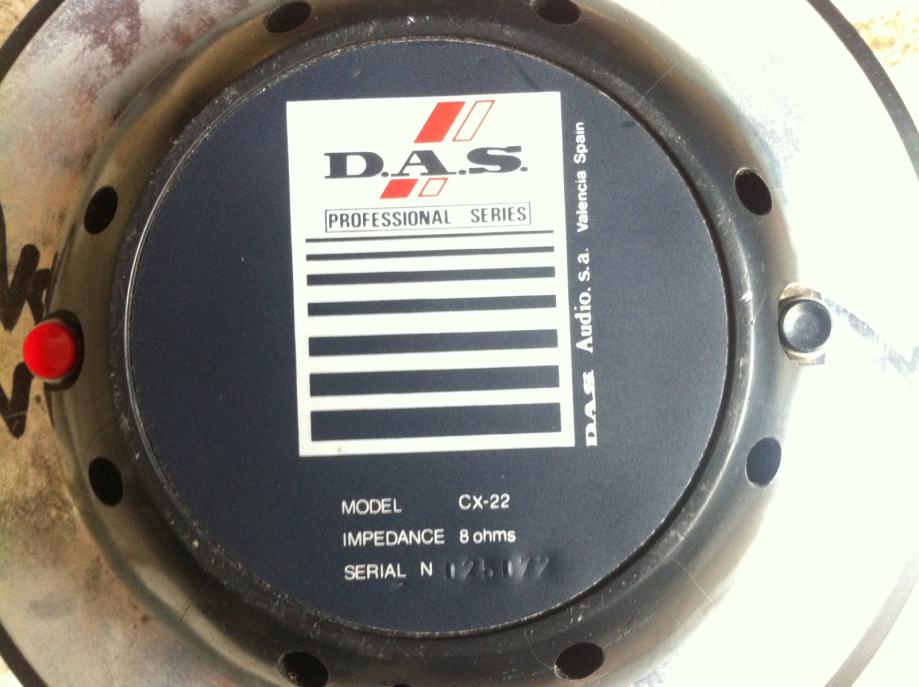 D.A.S.
PROFESSIONAL SERIES
DAS Audio. s.a. Valencia Spain
MODEL CX-22
IMPEDANCE 8 ohms
SERIAL N 025072